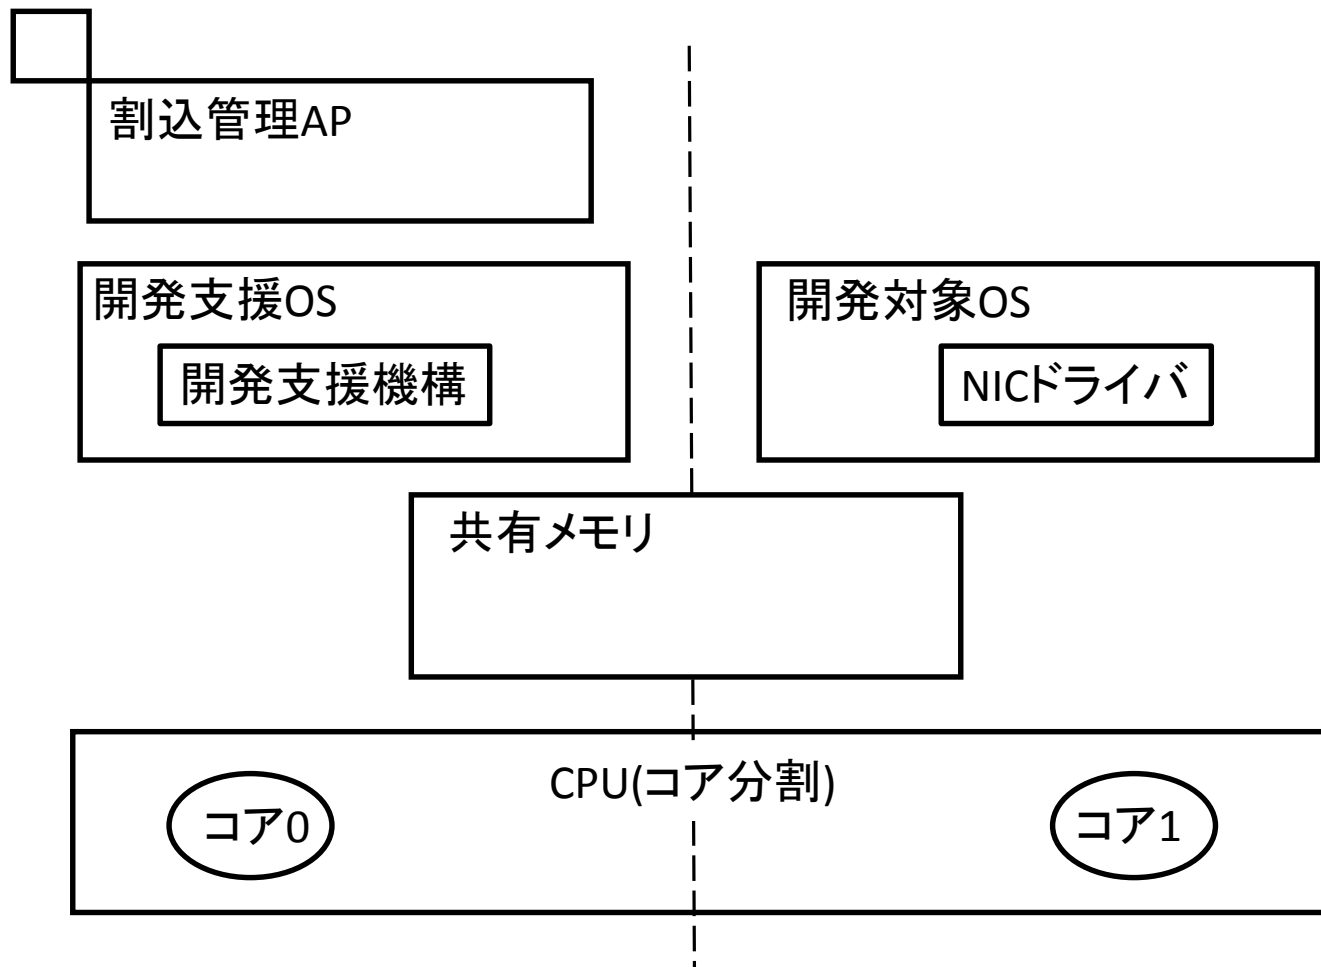 割込管理AP
開発支援OS
開発対象OS
開発支援機構
NICドライバ
共有メモリ
CPU(コア分割)
コア0
コア1